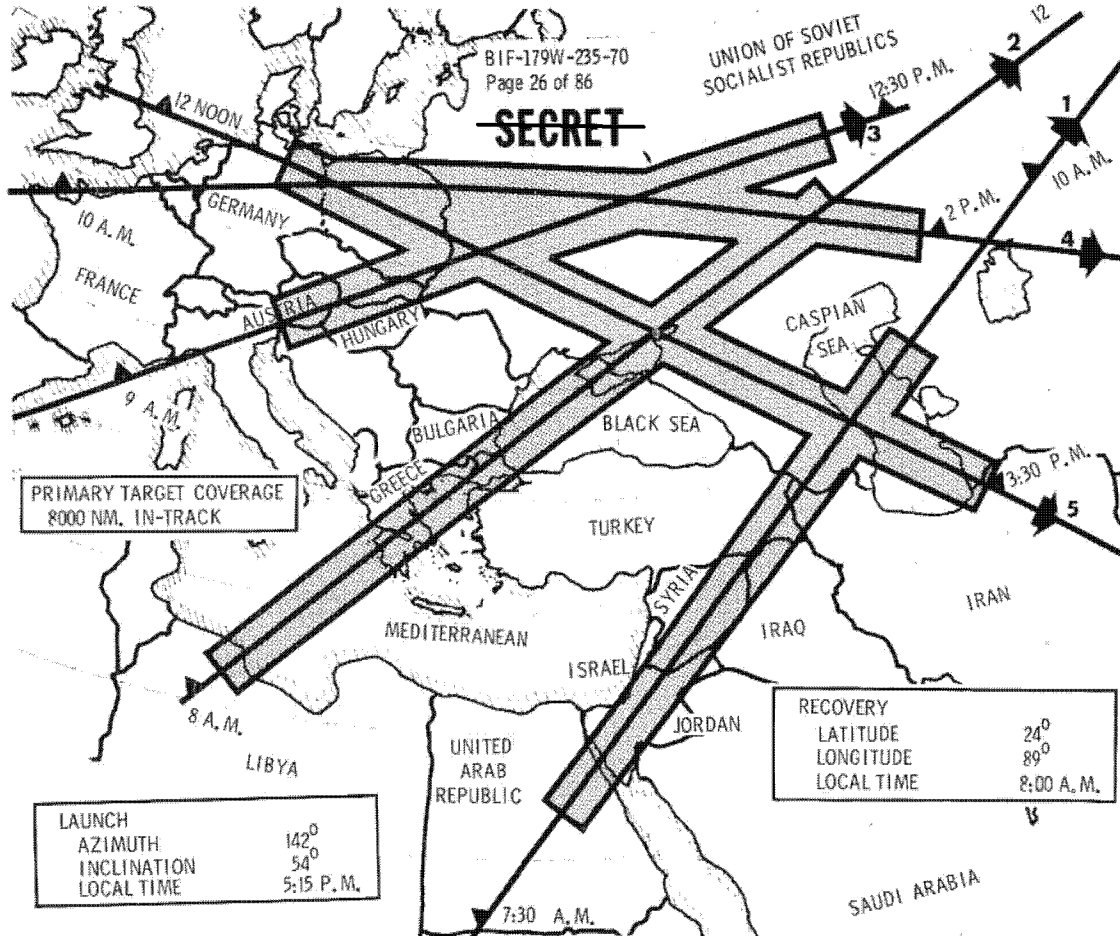 BIF-179W-235-70
Page 26 of 86
SECRET
UNION OF SOVIET
SOCIALIST REPUBLICS
12
2
1
12:30 P.M.
3
12 NOON
10 A.M.
2 P.M.
4
10 A.M.
GERMANY
FRANCE
AUSTRIA
HUNGARY
CASPIAN
SEA
9 A.M.
BULGARIA
BLACK SEA
GREECE
3:30 P.M.
5
PRIMARY TARGET COVERAGE
8000 NM. IN-TRACK
TURKEY
SYRIA
IRAN
MEDITERRANEAN
IRAQ
ISRAEL
8 A.M.
JORDAN
LIBYA
UNITED
ARAB
REPUBLIC
RECOVERY
LATITUDE 24⁰
LONGITUDE 89⁰
LOCAL TIME 8:00 A.M.
LAUNCH
AZIMUTH 142⁰
INCLINATION 54⁰
LOCAL TIME 5:15 P.M.
SAUDI ARABIA
7:30 A.M.